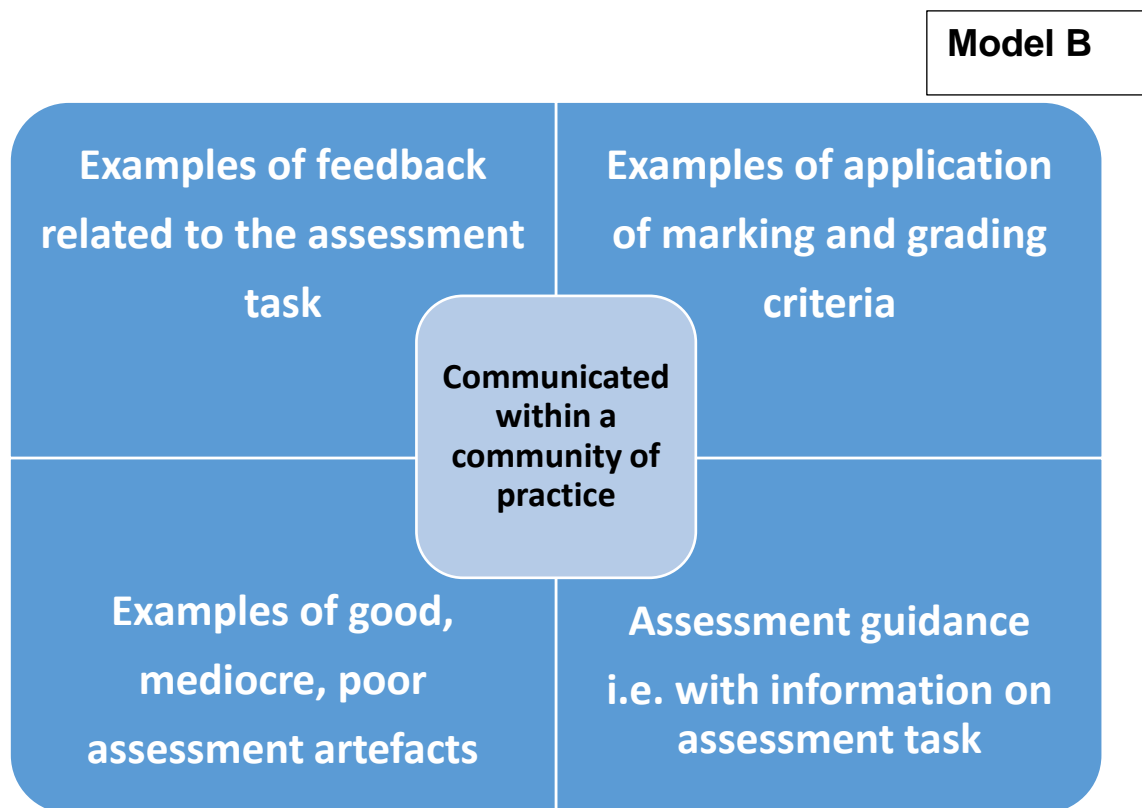 Model B
Examples of feedback
related to the assessment
task
Examples of application
of marking and grading
criteria
Communicated
within a
community of
practice
Examples of good,
mediocre, poor
assessment artefacts
Assessment guidance
i.e. with information on
assessment task